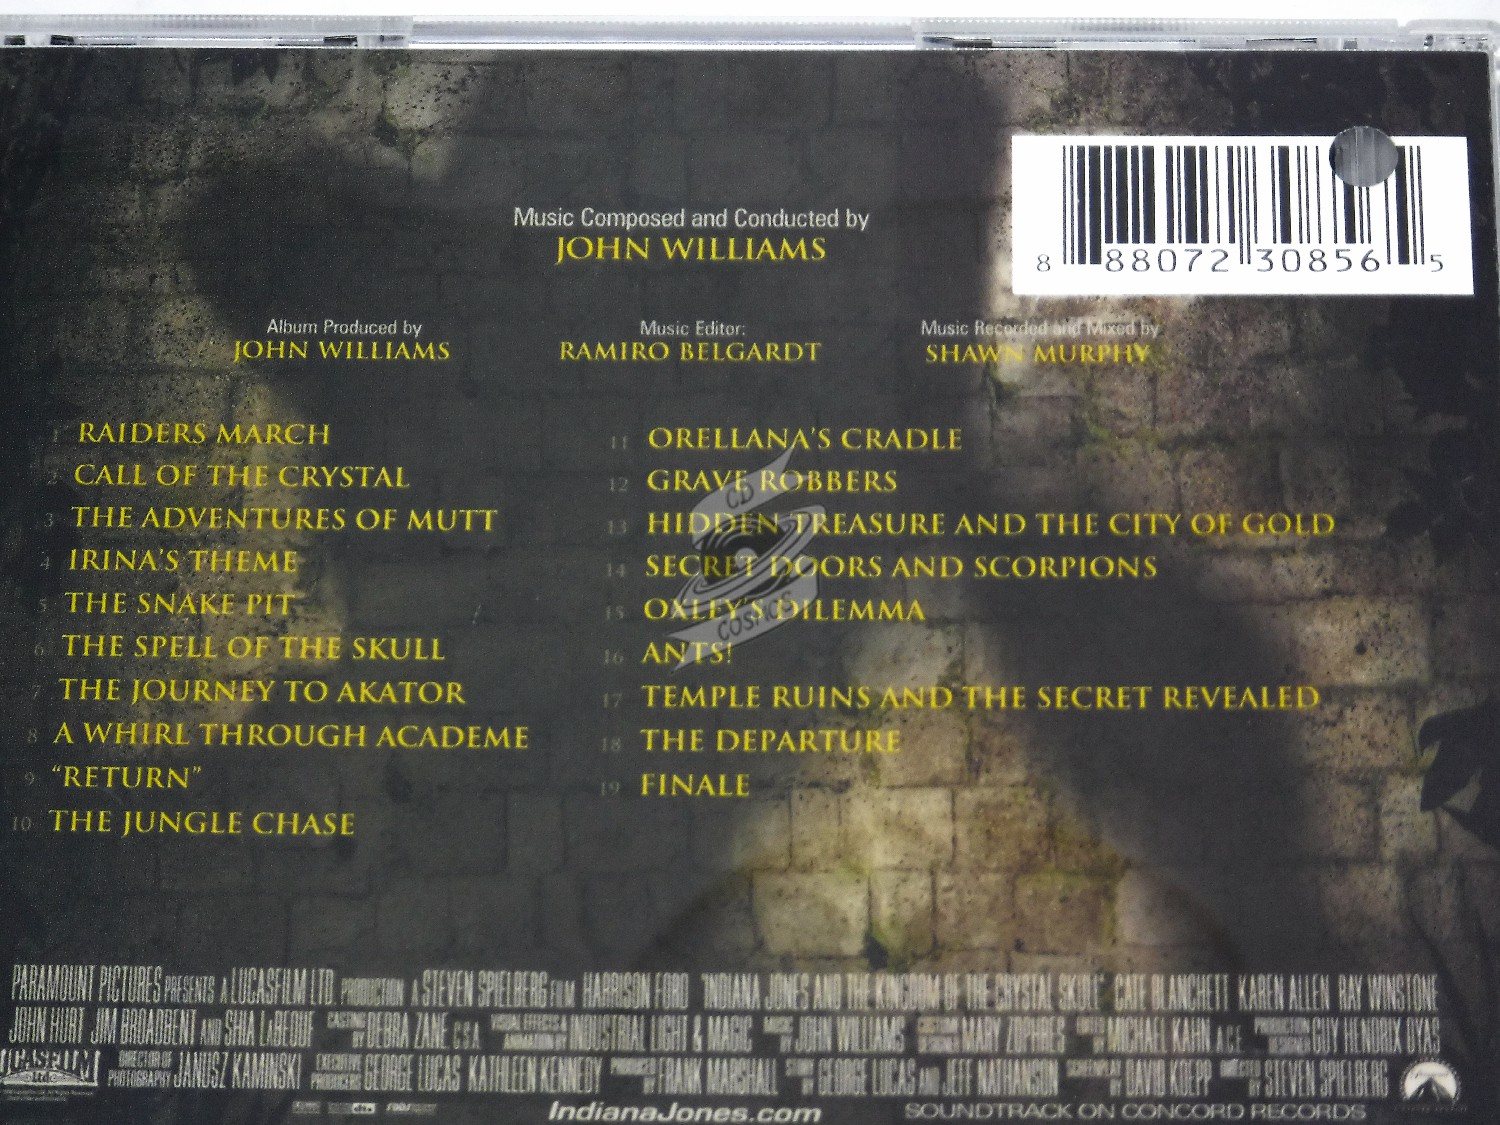 Music Composed and Conducted by
JOHN WILLIAMS
8 88072 30856 5
Album Produced by
JOHN WILLIAMS
Music Editor:
RAMIRO BELGARDT
Music Recorded and Mixed by
SHAWN MURPHY
1 RAIDERS MARCH
2 CALL OF THE CRYSTAL
3 THE ADVENTURES OF MUTT
4 IRINA'S THEME
5 THE SNAKE PIT
6 THE SPELL OF THE SKULL
7 THE JOURNEY TO AKATOR
8 A WHIRL THROUGH ACADEME
9 “RETURN”
10 THE JUNGLE CHASE
11 ORELLANA'S CRADLE
12 GRAVE ROBBERS
13 HIDDEN TREASURE AND THE CITY OF GOLD
14 SECRET DOORS AND SCORPIONS
15 OXLEY'S DILEMMA
16 ANTS!
17 TEMPLE RUINS AND THE SECRET REVEALED
18 THE DEPARTURE
19 FINALE
CD COSMOS
PARAMOUNT PICTURES PRESENTS A LUCASFILM LTD. PRODUCTION A STEVEN SPIELBERG FILM HARRISON FORD "INDIANA JONES AND THE KINGDOM OF THE CRYSTAL SKULL" CATE BLANCHETT KAREN ALLEN RAY WINSTONE
JOHN HURT JIM BROADBENT AND SHIA LaBEOUF CASTING BY DEBRA ZANE C.S.A. VISUAL EFFECTS & ANIMATION BY INDUSTRIAL LIGHT & MAGIC MUSIC BY JOHN WILLIAMS COSTUME DESIGNER MARY ZOPHRES EDITED BY MICHAEL KAHN A.C.E. PRODUCTION DESIGNER GUY HENDRIX DYAS
LUCASFILM Ltd. DIRECTOR OF PHOTOGRAPHY JANUSZ KAMINSKI EXECUTIVE PRODUCERS GEORGE LUCAS KATHLEEN KENNEDY PRODUCED BY FRANK MARSHALL STORY BY GEORGE LUCAS AND JEFF NATHANSON SCREENPLAY BY DAVID KOEPP DIRECTED BY STEVEN SPIELBERG
dts
IndianaJones.com
SOUNDTRACK ON CONCORD RECORDS